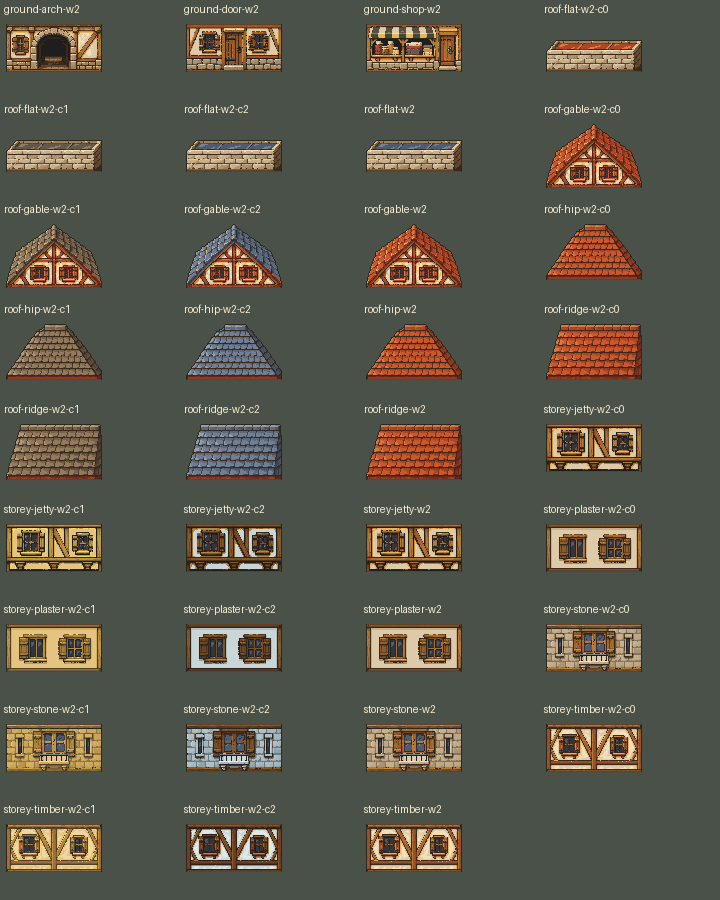 ground-arch-w2
ground-door-w2
ground-shop-w2
roof-flat-w2-c0
roof-flat-w2-c1
roof-flat-w2-c2
roof-flat-w2
roof-gable-w2-c0
roof-gable-w2-c1
roof-gable-w2-c2
roof-gable-w2
roof-hip-w2-c0
roof-hip-w2-c1
roof-hip-w2-c2
roof-hip-w2
roof-ridge-w2-c0
roof-ridge-w2-c1
roof-ridge-w2-c2
roof-ridge-w2
storey-jetty-w2-c0
storey-jetty-w2-c1
storey-jetty-w2-c2
storey-jetty-w2
storey-plaster-w2-c0
storey-plaster-w2-c1
storey-plaster-w2-c2
storey-plaster-w2
storey-stone-w2-c0
storey-stone-w2-c1
storey-stone-w2-c2
storey-stone-w2
storey-timber-w2-c0
storey-timber-w2-c1
storey-timber-w2-c2
storey-timber-w2